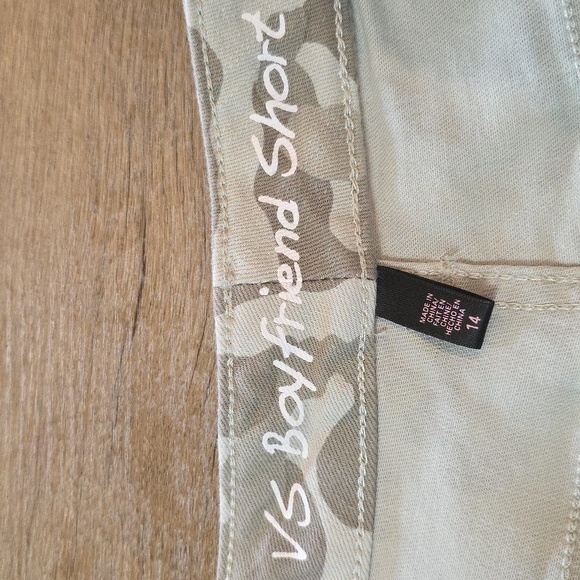 VS Boyfriend Short
MADE IN
CHINA/
FAIT EN
CHINE/
HECHO EN
CHINA
14